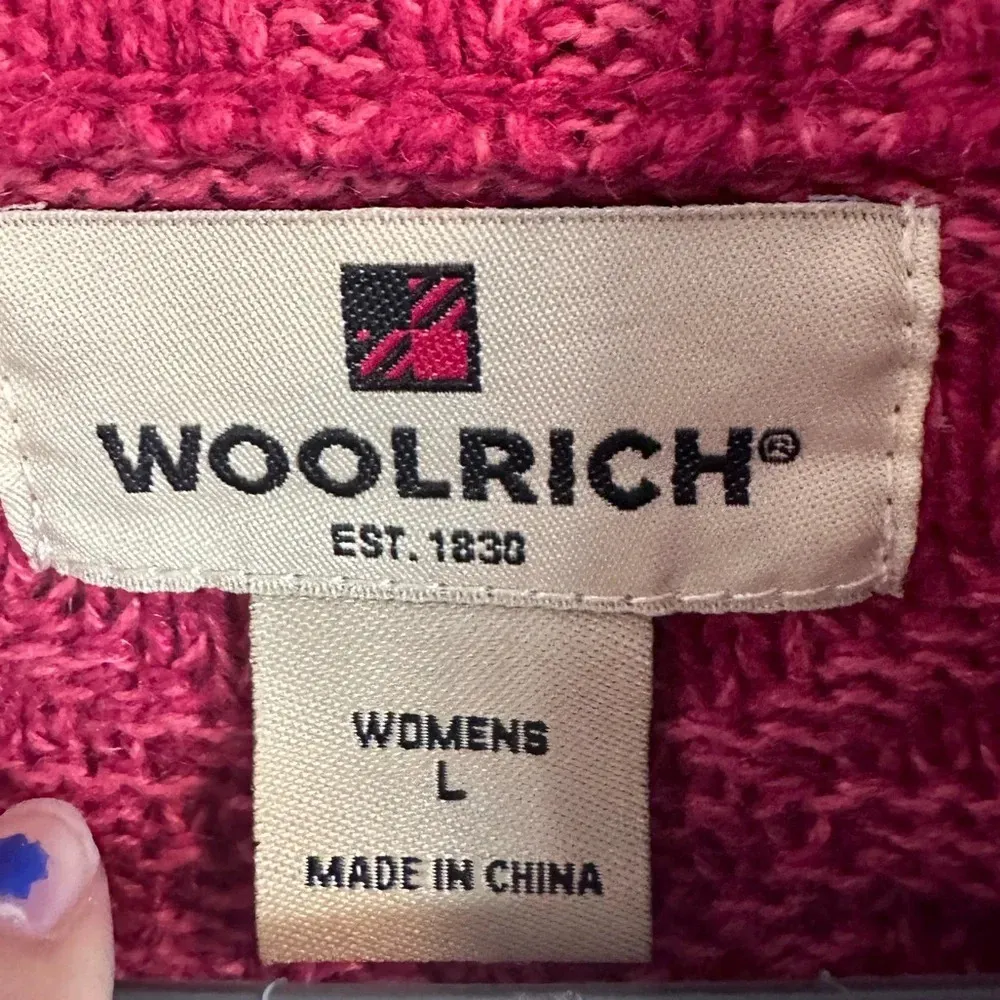 WOOLRICH®
EST. 1830
WOMENS
L
MADE IN CHINA